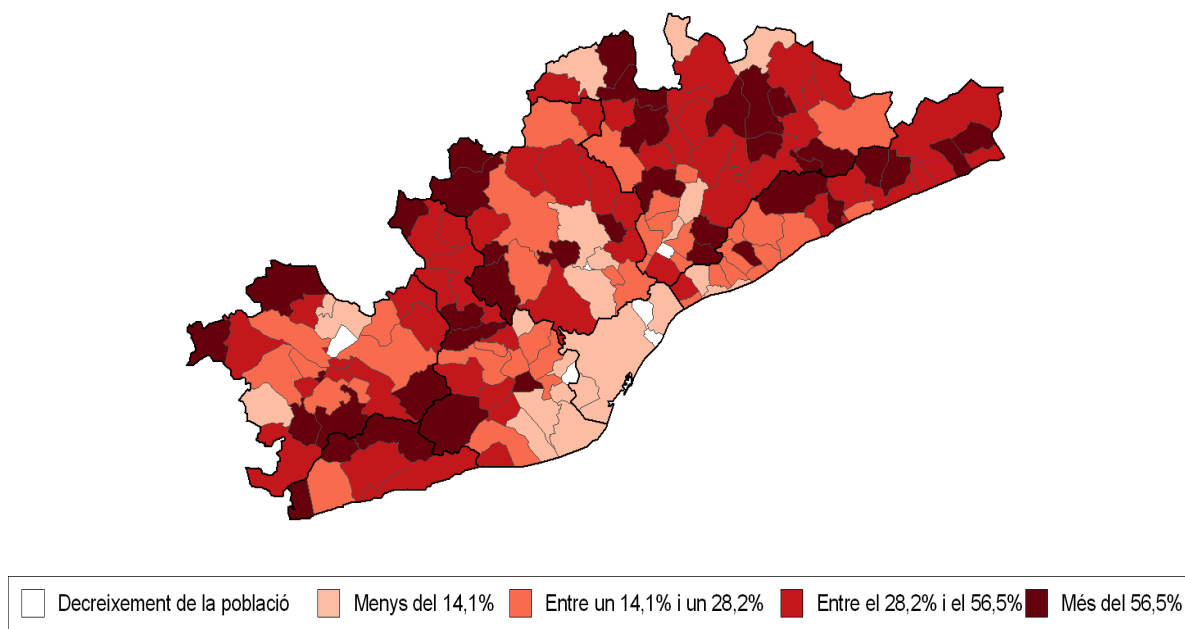 Decreixement de la població
Menys del 14,1%
Entre un 14,1% i un 28,2%
Entre el 28,2% i el 56,5%
Més del 56,5%